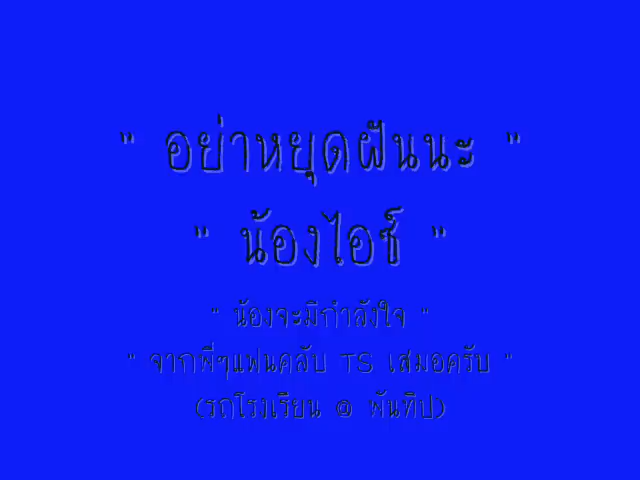 " อย่าหยุดฝันนะ "
" น้องไอซ์ "
" น้องจะมีกำลังใจ "
" จากพี่ๆแฟนคลับ TS เสมอครับ "
(รถโรงเรียน @ พันทิป)